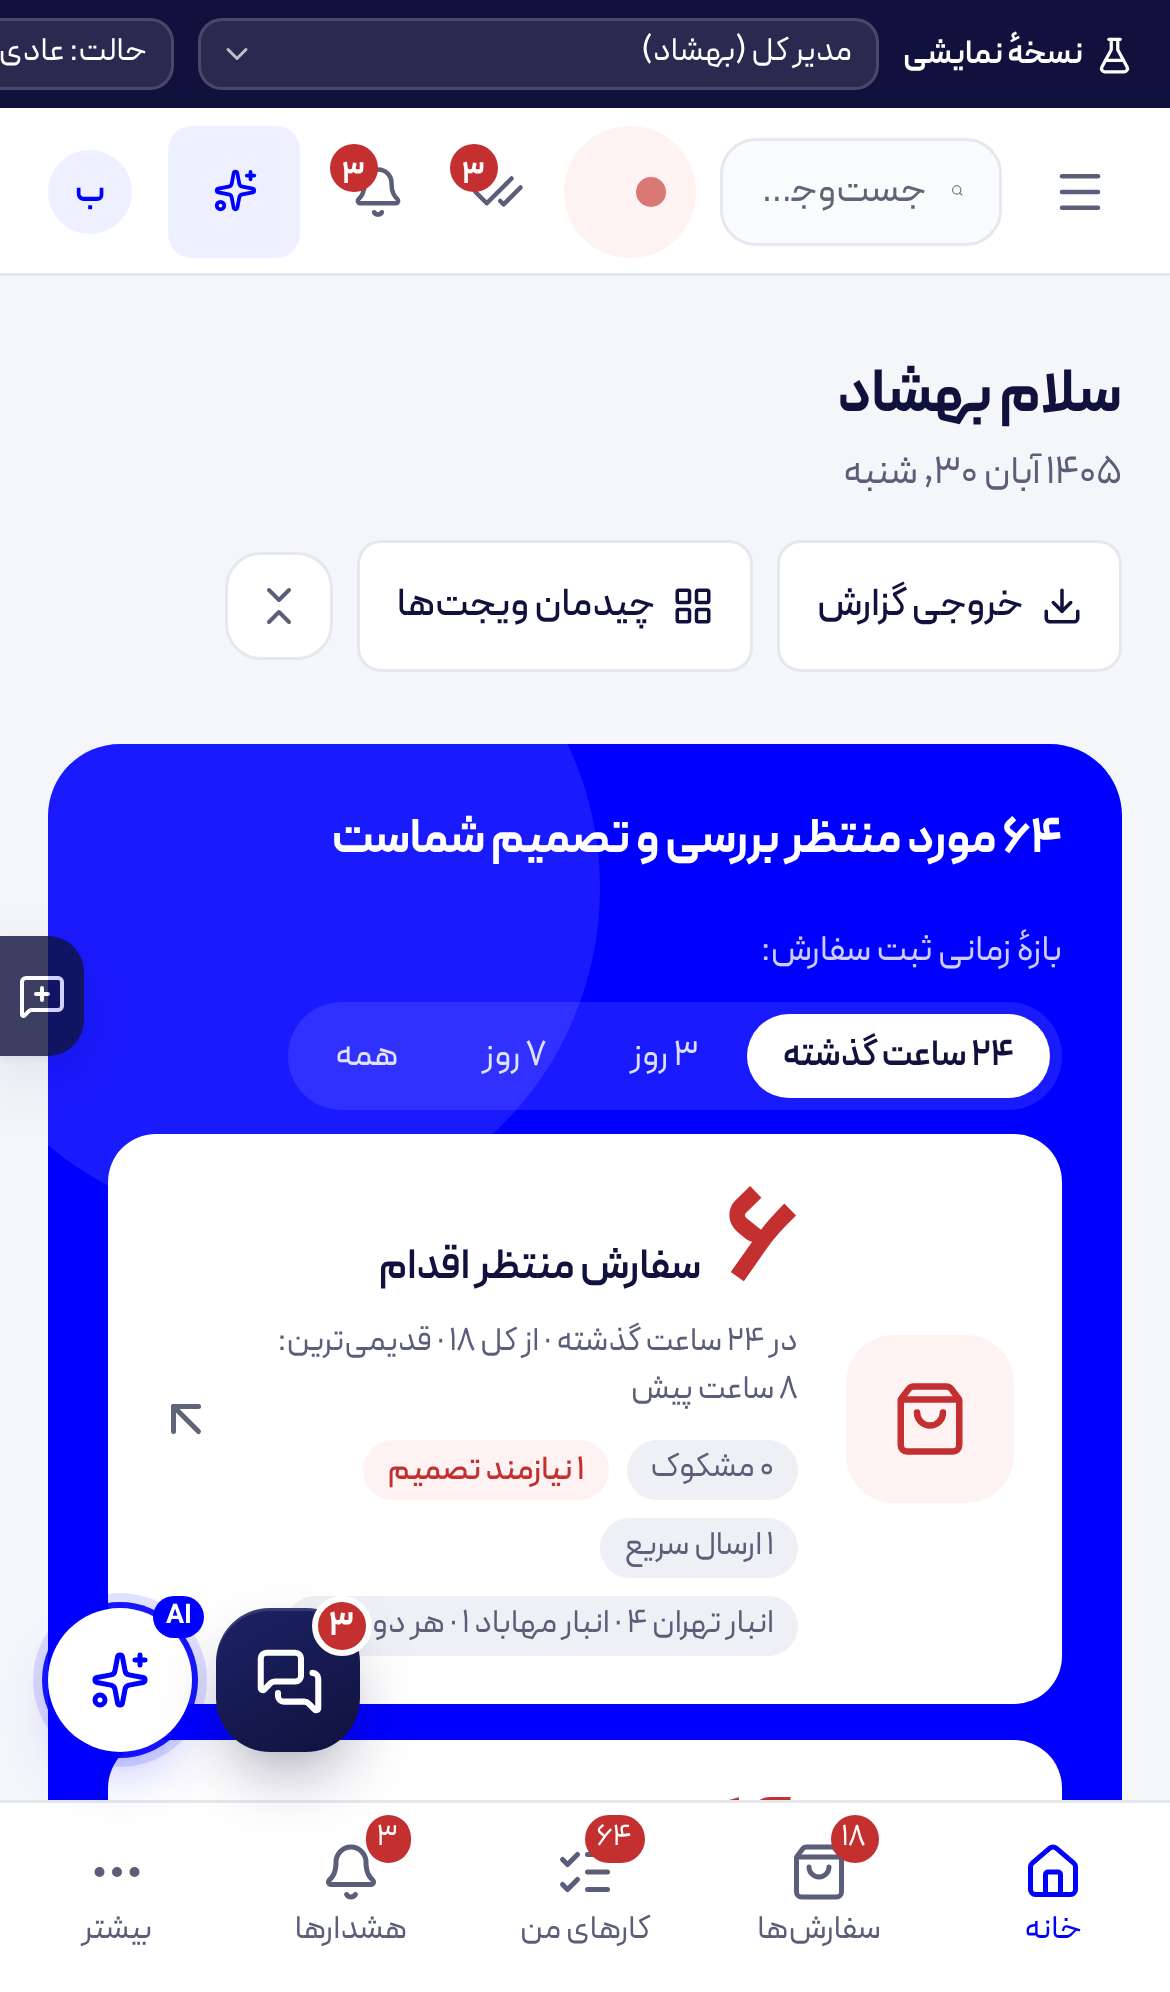 نسخهٔ نمایشی
مدیر کل (بهشاد)
حالت: عادی
جست‌وجـ...
۳
۳
ب
سلام بهشاد
۱۴۰۵ آبان ۳۰, شنبه
خروجی گزارش
چیدمان ویجت‌ها
۶۴ مورد منتظر بررسی و تصمیم شماست
بازهٔ زمانی ثبت سفارش:
۲۴ ساعت گذشته
۳ روز
۷ روز
همه
۶ سفارش منتظر اقدام
در ۲۴ ساعت گذشته · از کل ۱۸ · قدیمی‌ترین:
۸ ساعت پیش
۰ مشکوک
۱ نیازمند تصمیم
۱ ارسال سریع
انبار تهران ۴ · انبار مهاباد ۱ · هر دو
۳
AI
۱۸
سفارش‌ها
۶۴
کارهای من
۳
هشدارها
خانه
بیشتر